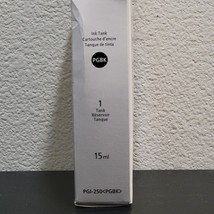 Ink Tank
Cartouche d'encre
Tanque de tinta
PGBK
1
Tank
Réservoir
Tanque
15ml
PGI-250<PGBK>